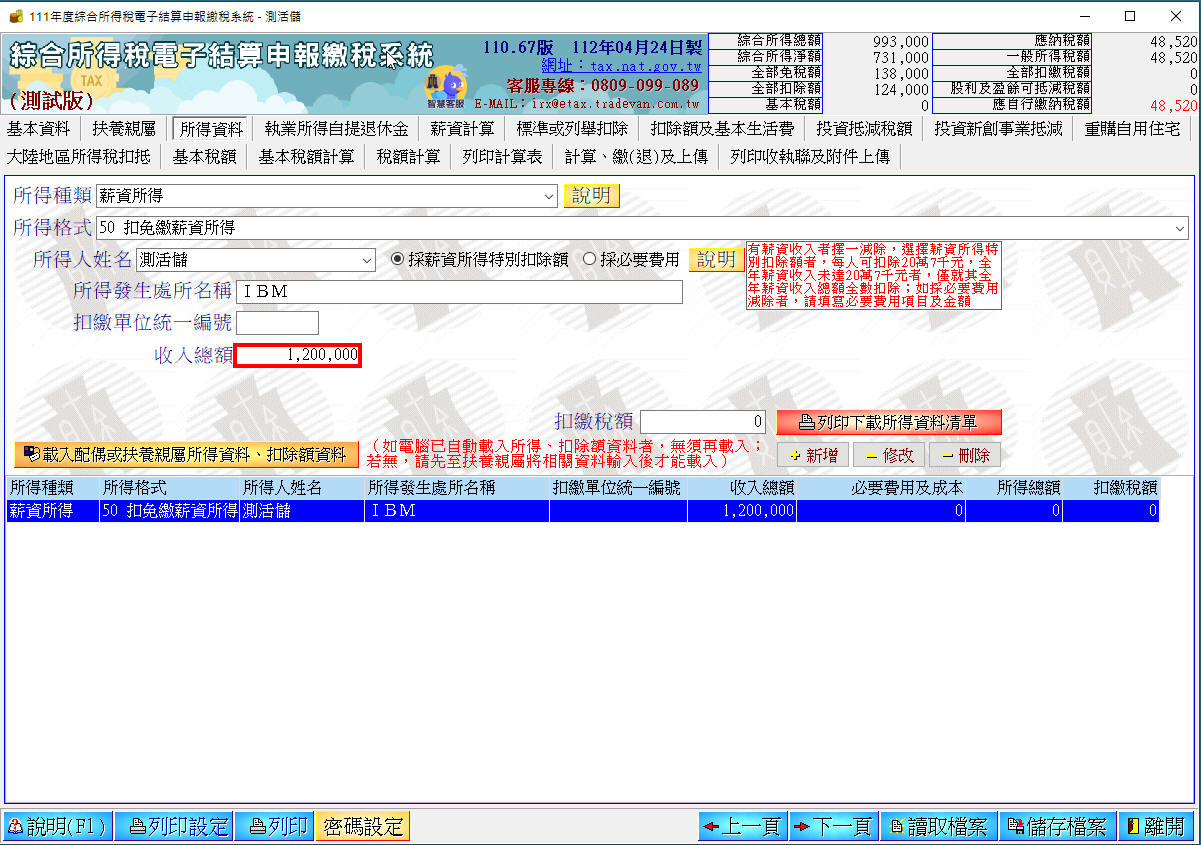 111年度綜合所得稅電子結算申報繳稅系統 - 測活儲
綜合所得稅電子結算申報繳稅系統
TAX
(測試版)
智慧客服
110.67版 112年04月24日製
網址：tax.nat.gov.tw
客服專線：0809-099-089
E-MAIL：irx@etax.tradevan.com.tw
綜合所得總額 993,000 應納稅額 48,520
綜合所得淨額 731,000 一般所得稅額 48,520
全部免稅額 138,000 全部扣繳稅額 0
全部扣除額 124,000 股利及盈餘可抵減稅額 0
基本稅額 0 應自行繳納稅額 48,520
基本資料 扶養親屬 所得資料 執業所得自提退休金 薪資計算 標準或列舉扣除 扣除額及基本生活費 投資抵減稅額 投資新創事業抵減 重購自用住宅
大陸地區所得稅扣抵 基本稅額 基本稅額計算 稅額計算 列印計算表 計算、繳(退)及上傳 列印收執聯及附件上傳
所得種類 薪資所得 說明
所得格式 50 扣免繳薪資所得
所得人姓名 測活儲 採薪資所得特別扣除額 採必要費用 說明
有薪資收入者擇一減除，選擇薪資所得特
別扣除額者，每人可扣除20萬7千元，全
年薪資收入未達20萬7千元者，僅就其全
年薪資收入總額全數扣除；如採必要費用
減除者，請填寫必要費用項目及金額
所得發生處所名稱 ＩＢＭ
扣繳單位統一編號
收入總額 1,200,000
扣繳稅額 0 列印下載所得資料清單
載入配偶或扶養親屬所得資料、扣除額資料
（如電腦已自動載入所得、扣除額資料者，無須再載入；
若無，請先至扶養親屬將相關資料輸入後才能載入）
新增 修改 刪除
所得種類 所得格式 所得人姓名 所得發生處所名稱 扣繳單位統一編號 收入總額 必要費用及成本 所得總額 扣繳稅額
薪資所得 50 扣免繳薪資所得 測活儲 ＩＢＭ 1,200,000 0 0 0
說明(F1) 列印設定 列印 密碼設定 上一頁 下一頁 讀取檔案 儲存檔案 離開